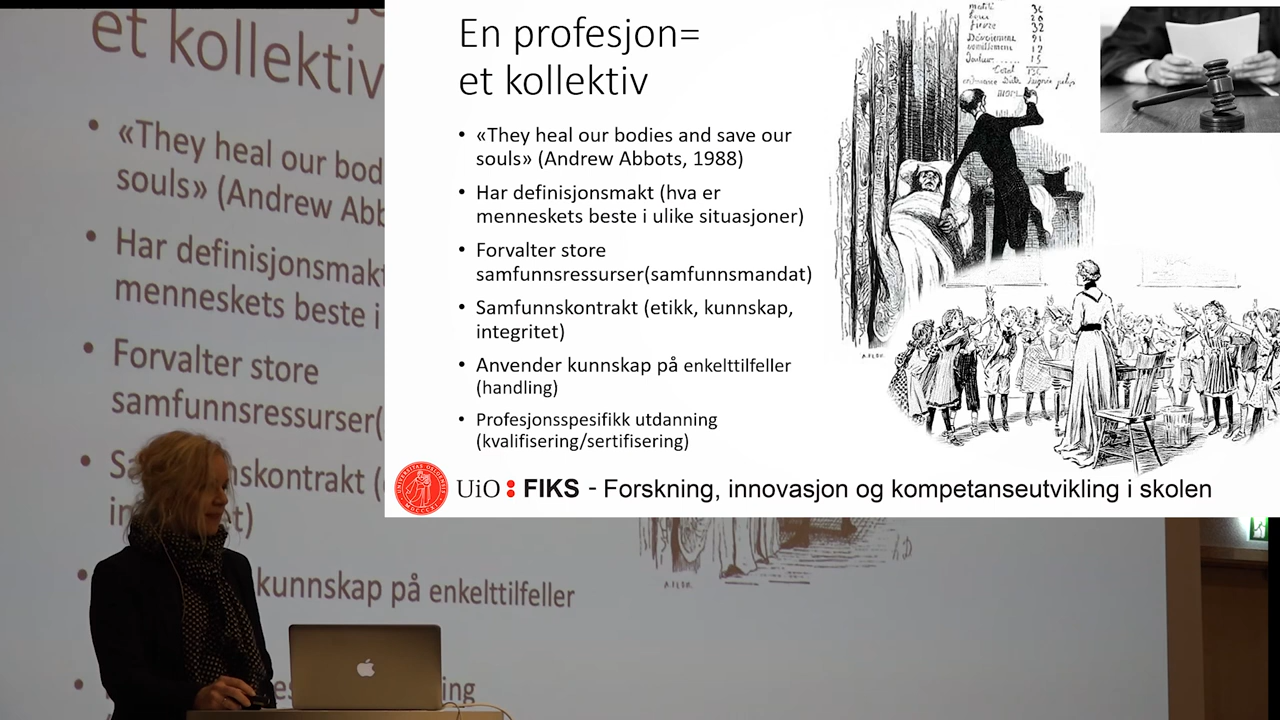 et kollektiv
«They heal our bod
souls» (Andrew Abb
Har definisjonsmakt
menneskets beste i
Forvalter store
samfunnsressurser(
kunnskap på enkelttilfeller
En profesjon=
et kollektiv
• «They heal our bodies and save our
souls» (Andrew Abbots, 1988)
• Har definisjonsmakt (hva er
menneskets beste i ulike situasjoner)
• Forvalter store
samfunnsressurser(samfunnsmandat)
• Samfunnskontrakt (etikk, kunnskap,
integritet)
• Anvender kunnskap på enkelttilfeller
(handling)
• Profesjonsspesifikk utdanning
(kvalifisering/sertifisering)
UiO: FIKS - Forskning, innovasjon og kompetanseutvikling i skolen